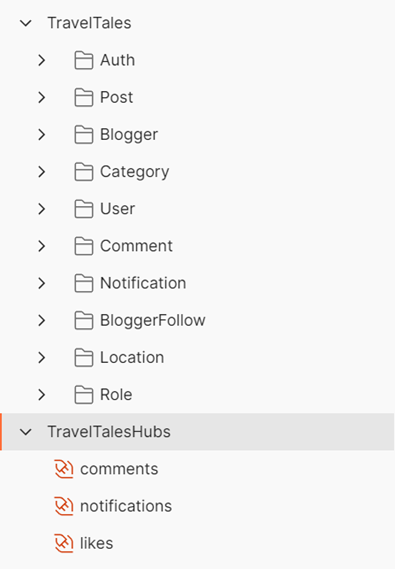 TravelTales
Auth
Post
Blogger
Category
User
Comment
Notification
BloggerFollow
Location
Role
TravelTalesHubs
comments
notifications
likes